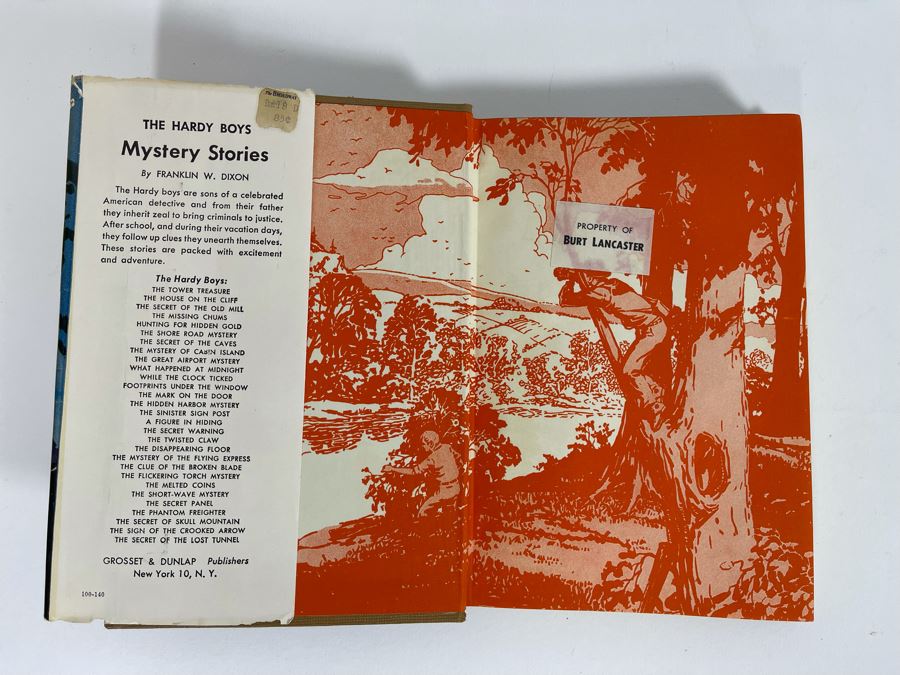 The BROADWAY
85¢
THE HARDY BOYS
Mystery Stories
By FRANKLIN W. DIXON
The Hardy boys are sons of a celebrated
American detective and from their father
they inherit zeal to bring criminals to justice.
After school, and during their vacation days,
they follow up clues they unearth themselves.
These stories are packed with excitement
and adventure.
The Hardy Boys:
THE TOWER TREASURE
THE HOUSE ON THE CLIFF
THE SECRET OF THE OLD MILL
THE MISSING CHUMS
HUNTING FOR HIDDEN GOLD
THE SHORE ROAD MYSTERY
THE SECRET OF THE CAVES
THE MYSTERY OF CABIN ISLAND
THE GREAT AIRPORT MYSTERY
WHAT HAPPENED AT MIDNIGHT
WHILE THE CLOCK TICKED
FOOTPRINTS UNDER THE WINDOW
THE MARK ON THE DOOR
THE HIDDEN HARBOR MYSTERY
THE SINISTER SIGN POST
A FIGURE IN HIDING
THE SECRET WARNING
THE TWISTED CLAW
THE DISAPPEARING FLOOR
THE MYSTERY OF THE FLYING EXPRESS
THE CLUE OF THE BROKEN BLADE
THE FLICKERING TORCH MYSTERY
THE MELTED COINS
THE SHORT-WAVE MYSTERY
THE SECRET PANEL
THE PHANTOM FREIGHTER
THE SECRET OF SKULL MOUNTAIN
THE SIGN OF THE CROOKED ARROW
THE SECRET OF THE LOST TUNNEL
GROSSET & DUNLAP Publishers
New York 10, N. Y.
100-140
PROPERTY OF
BURT LANCASTER